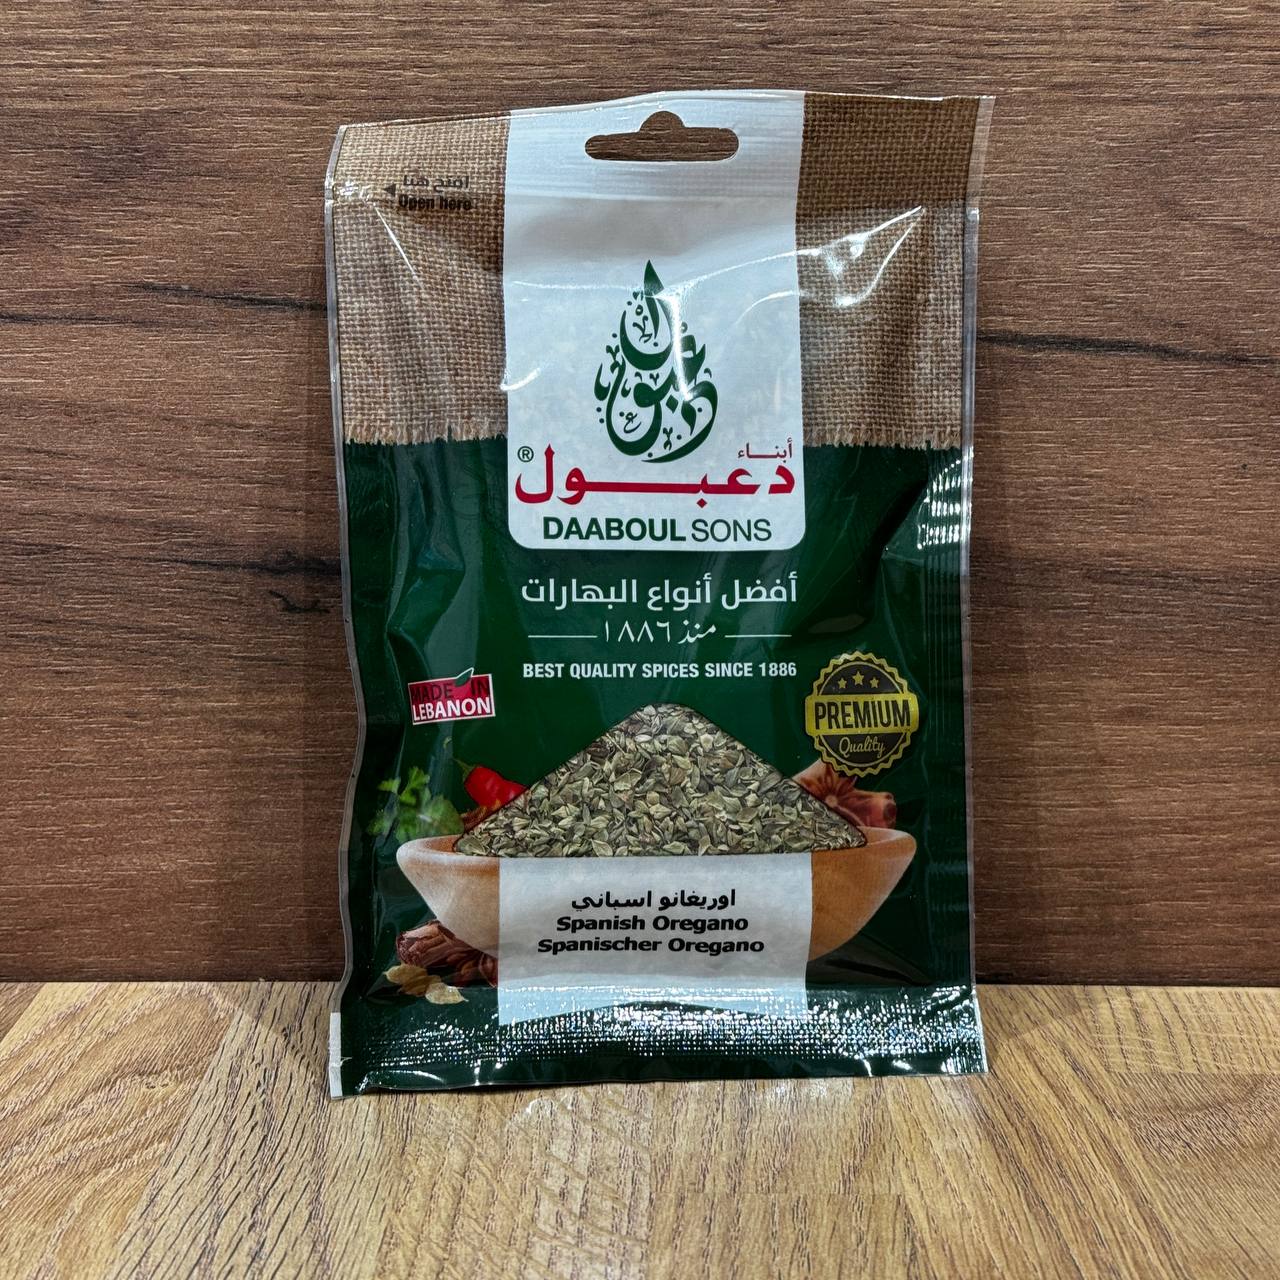 افتح هنا
Open here
أبناء
دعبول®
DAABOUL SONS
أفضل أنواع البهارات
منذ ١٨٨٦
BEST QUALITY SPICES SINCE 1886
MADE IN
LEBANON
PREMIUM
Quality
اوريغانو اسباني
Spanish Oregano
Spanischer Oregano